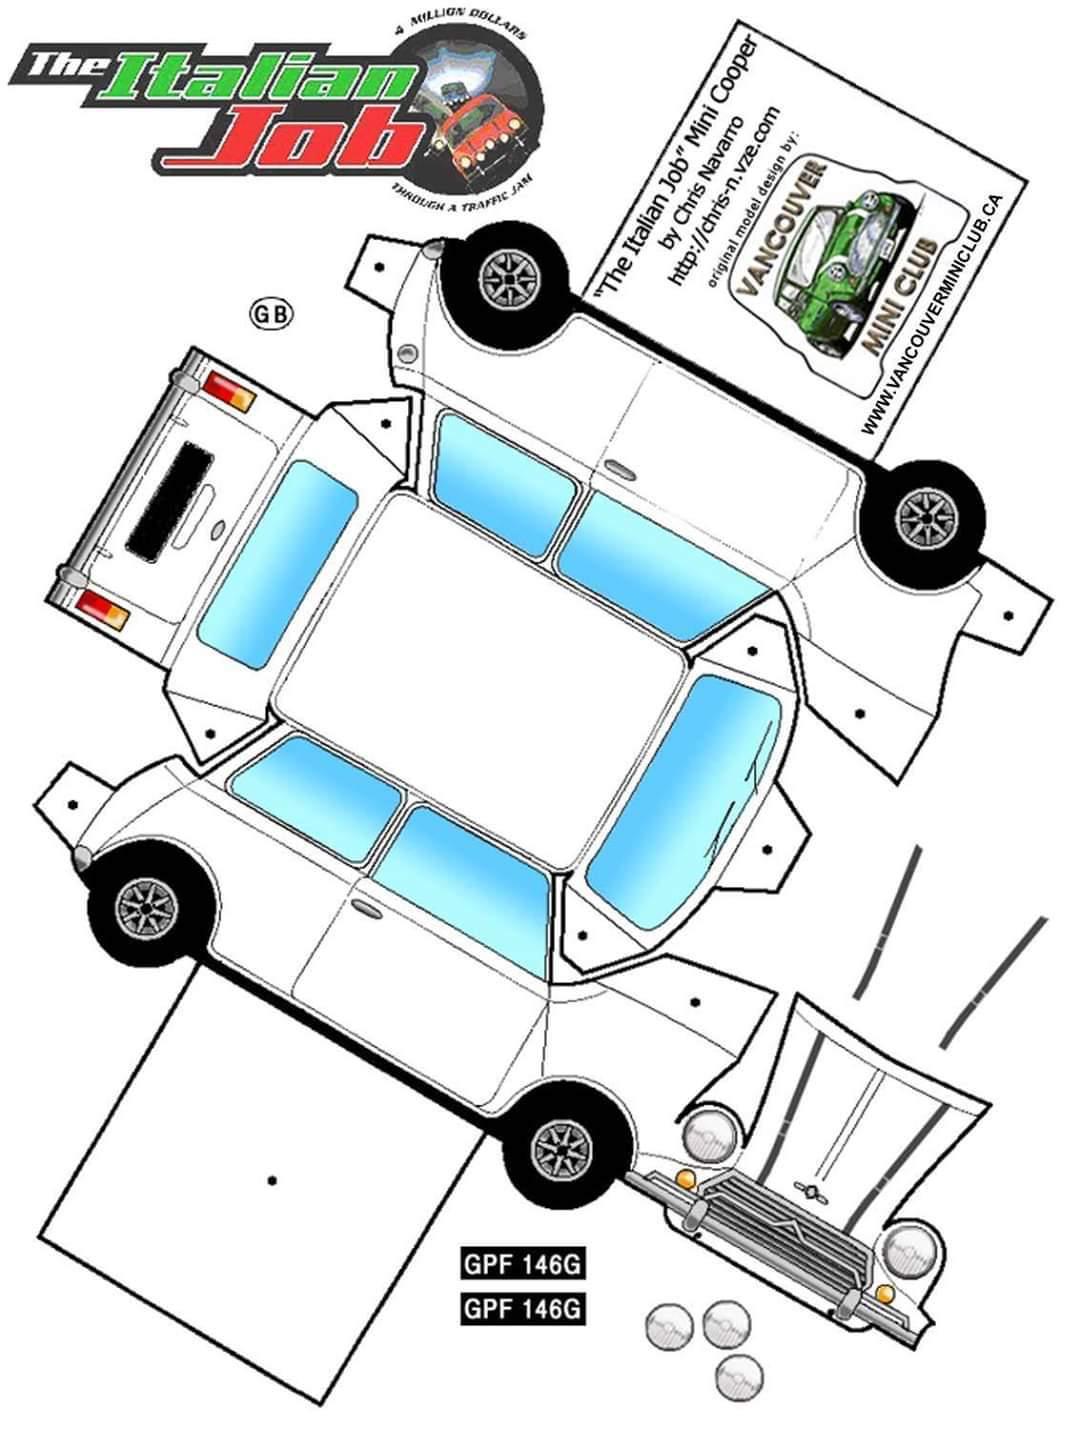 4 MILLION DOLLARS
The Italian
Job
THROUGH A TRAFFIC JAM
"The Italian Job" Mini Cooper
by Chris Navarro
http://chris-n.vze.com
original model design by:
VANCOUVER
MINI CLUB
WWW.VANCOUVERMINICLUB.CA
GB
GPF 146G
GPF 146G